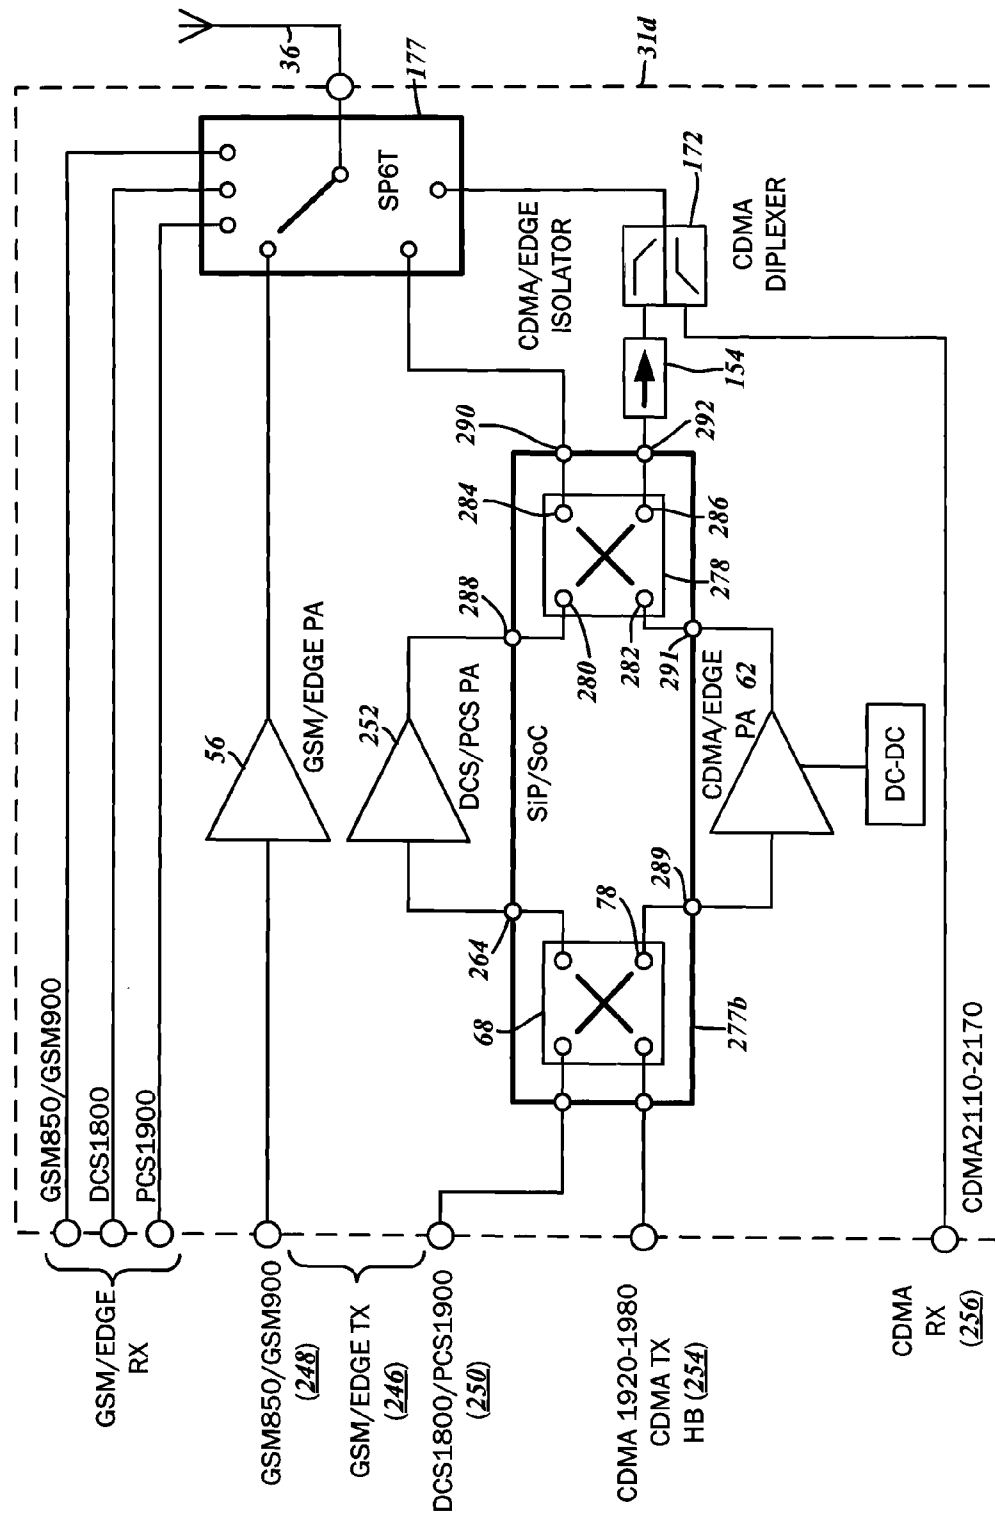 GSM/EDGE
RX
GSM850/GSM900
DCS1800
PCS1900
36
177
31d
SP6T
GSM850/GSM900
(248)
56
GSM/EDGE PA
GSM/EDGE TX
(246)
252
DCS/PCS PA
DCS1800/PCS1900
(250)
264
288
284
290
CDMA/EDGE
ISOLATOR
SiP/SoC
68
78
280
282
286
292
154
172
CDMA
DIPLEXER
CDMA 1920-1980
CDMA TX
HB (254)
277b
289
291
278
CDMA/EDGE
PA 62
DC-DC
CDMA
RX
(256)
CDMA2110-2170